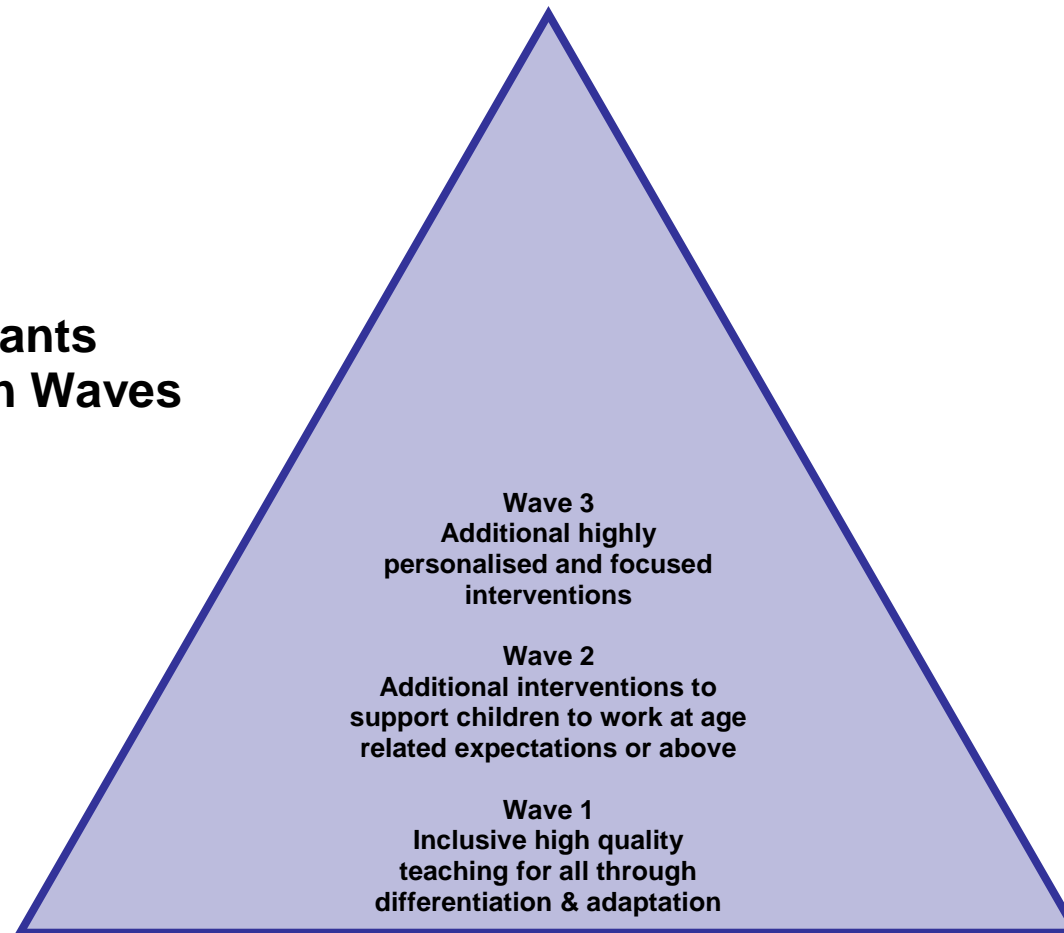 ants
Waves
Wave 3
Additional highly
personalised and focused
interventions
Wave 2
Additional interventions to
support children to work at age
related expectations or above
Wave 1
Inclusive high quality
teaching for all through
differentiation & adaptation